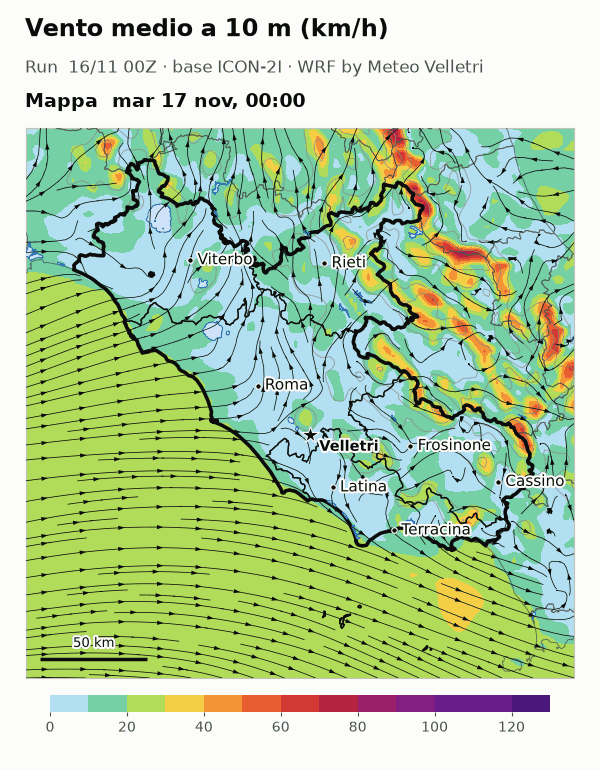 Vento medio a 10 m (km/h)
Run  16/11 00Z · base ICON-2I · WRF by Meteo Velletri
Mappa  mar 17 nov, 00:00
Viterbo
Rieti
Roma
Velletri
Frosinone
Latina
Cassino
Terracina
50 km
0 20 40 60 80 100 120